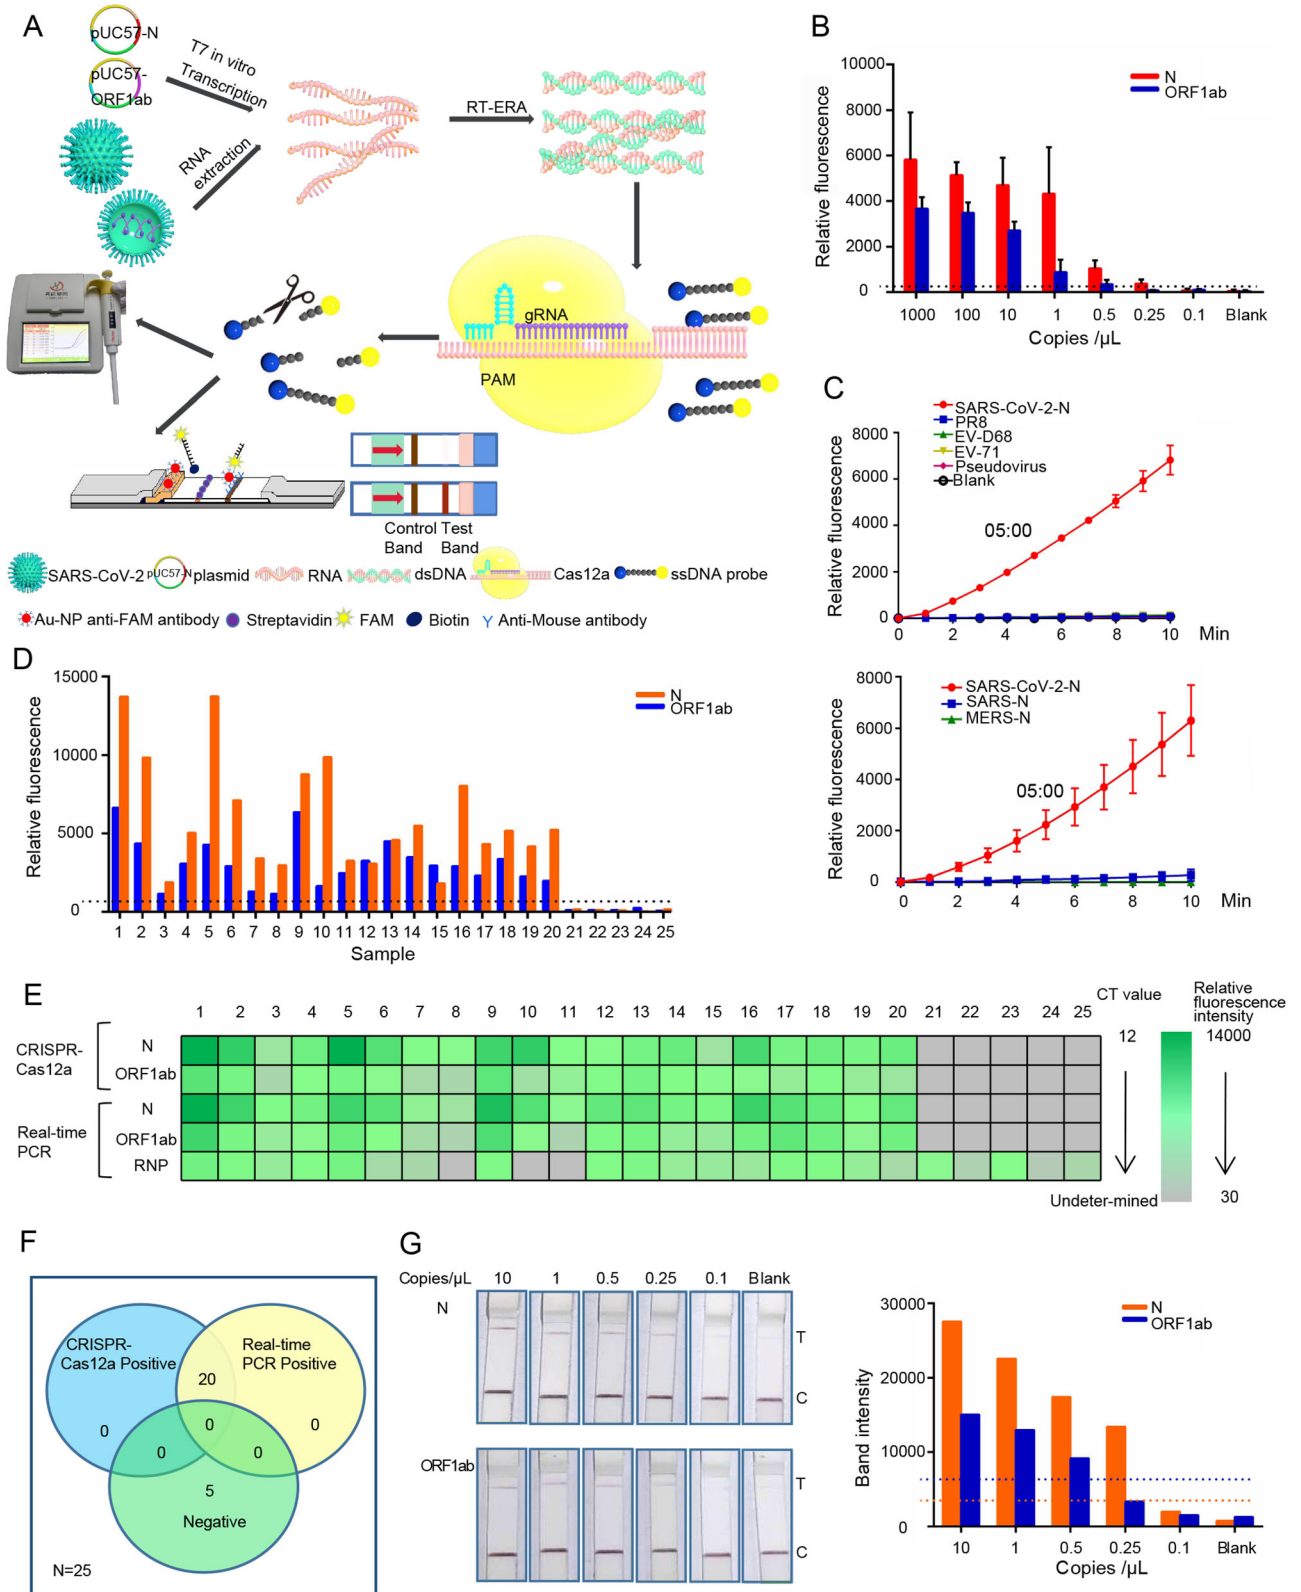 A
pUC57-N
pUC57-
ORF1ab
T7 in vitro
Transcription
RNA
extraction
RT-ERA
gRNA
PAM
Control Test
Band Band
SARS-CoV-2
pUC57-N
plasmid
RNA
dsDNA
Cas12a
ssDNA probe
Au-NP anti-FAM antibody
Streptavidin
FAM
Biotin
Y Anti-Mouse antibody
B
Relative fluorescence
10000
8000
6000
4000
2000
0
N
ORF1ab
1000 100 10 1 0.5 0.25 0.1 Blank
Copies /µL
C
SARS-CoV-2-N
PR8
EV-D68
EV-71
Pseudovirus
Blank
Relative fluorescence
8000
6000
4000
2000
0
05:00
0 2 4 6 8 10 Min
SARS-CoV-2-N
SARS-N
MERS-N
Relative fluorescence
8000
6000
4000
2000
0
05:00
0 2 4 6 8 10 Min
D
Relative fluorescence
15000
10000
5000
0
N
ORF1ab
1 2 3 4 5 6 7 8 9 10 11 12 13 14 15 16 17 18 19 20 21 22 23 24 25
Sample
E
1 2 3 4 5 6 7 8 9 10 11 12 13 14 15 16 17 18 19 20 21 22 23 24 25
CRISPR-
Cas12a
N
ORF1ab
Real-time
PCR
N
ORF1ab
RNP
CT value
12
Undeter-mined
Relative
fluorescence
intensity
14000
30
F
CRISPR-
Cas12a Positive
Real-time
PCR Positive
20
0
0
0
0
0
5
Negative
N=25
G
Copies/µL 10 1 0.5 0.25 0.1 Blank
N
T
C
ORF1ab
T
C
Band intensity
30000
20000
10000
0
N
ORF1ab
10 1 0.5 0.25 0.1 Blank
Copies /µL